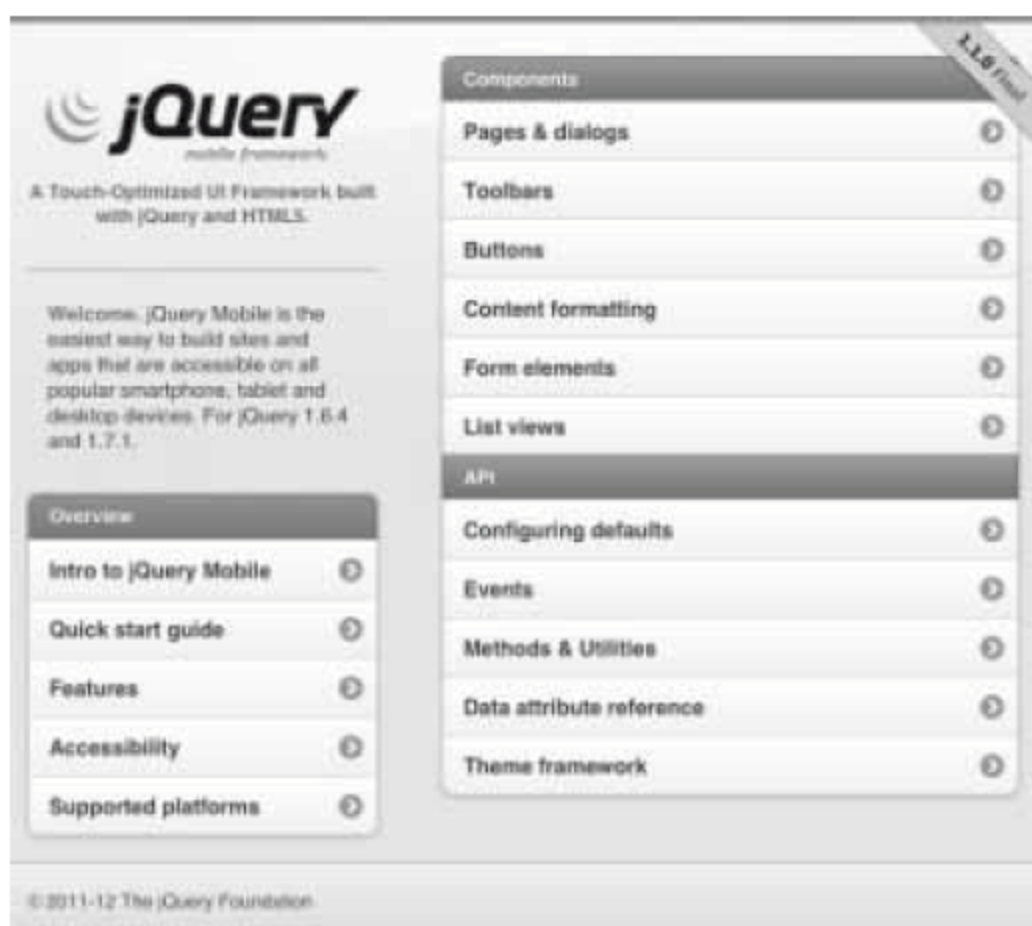 jQuery
mobile framework
A Touch-Optimized UI Framework built
with jQuery and HTML5.
Welcome. jQuery Mobile is the
easiest way to build sites and
apps that are accessible on all
popular smartphone, tablet and
desktop devices. For jQuery 1.6.4
and 1.7.1.
Overview
Intro to jQuery Mobile
Quick start guide
Features
Accessibility
Supported platforms
1.1.0 Final
Components
Pages & dialogs
Toolbars
Buttons
Content formatting
Form elements
List views
API
Configuring defaults
Events
Methods & Utilities
Data attribute reference
Theme framework
© 2011-12 The jQuery Foundation